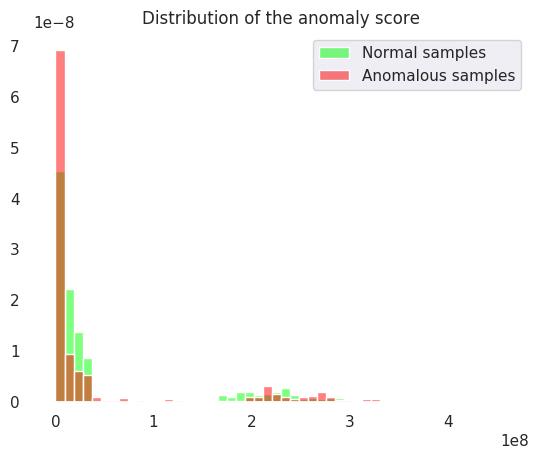 Distribution of the anomaly score
1e−8
Normal samples
Anomalous samples
7
6
5
4
3
2
1
0
0 1 2 3 4
1e8